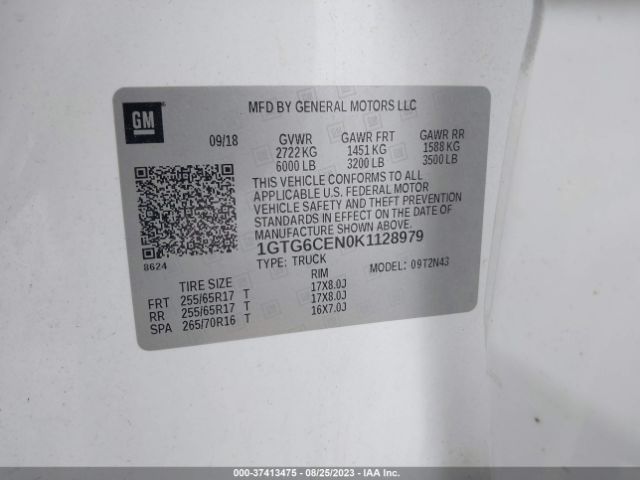 MFD BY GENERAL MOTORS LLC
GM
09/18 GVWR GAWR FRT GAWR RR
2722 KG 1451 KG 1588 KG
6000 LB 3200 LB 3500 LB
THIS VEHICLE CONFORMS TO ALL
APPLICABLE U.S. FEDERAL MOTOR
VEHICLE SAFETY AND THEFT PREVENTION
STANDARDS IN EFFECT ON THE DATE OF
MANUFACTURE SHOWN ABOVE.
1GTG6CEN0K1128979
8624
TYPE: TRUCK MODEL: 09T2N43
TIRE SIZE RIM
FRT 255/65R17 T 17X8.0J
RR 255/65R17 T 17X8.0J
SPA 265/70R16 T 16X7.0J
000-37413475 - 08/25/2023 - IAA Inc.